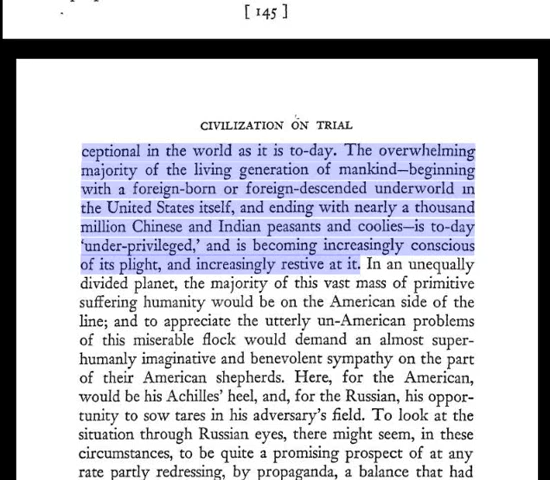 [ 145 ]
CIVILIZATION ON TRIAL
ceptional in the world as it is to-day. The overwhelming
majority of the living generation of mankind—beginning
with a foreign-born or foreign-descended underworld in
the United States itself, and ending with nearly a thousand
million Chinese and Indian peasants and coolies—is to-day
'under-privileged,' and is becoming increasingly conscious
of its plight, and increasingly restive at it. In an unequally
divided planet, the majority of this vast mass of primitive
suffering humanity would be on the American side of the
line; and to appreciate the utterly un-American problems
of this miserable flock would demand an almost super-
humanly imaginative and benevolent sympathy on the part
of their American shepherds. Here, for the American,
would be his Achilles' heel, and, for the Russian, his oppor-
tunity to sow tares in his adversary's field. To look at the
situation through Russian eyes, there might seem, in these
circumstances, to be quite a promising prospect of at any
rate partly redressing, by propaganda, a balance that had